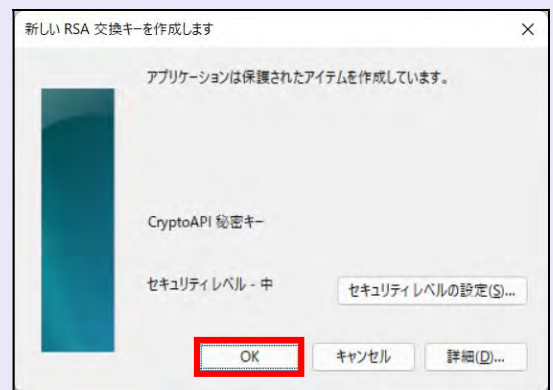 新しい RSA 交換キーを作成します
アプリケーションは保護されたアイテムを作成しています。
CryptoAPI 秘密キー
セキュリティ レベル - 中
セキュリティ レベルの設定(S)...
OK
キャンセル
詳細(D)...